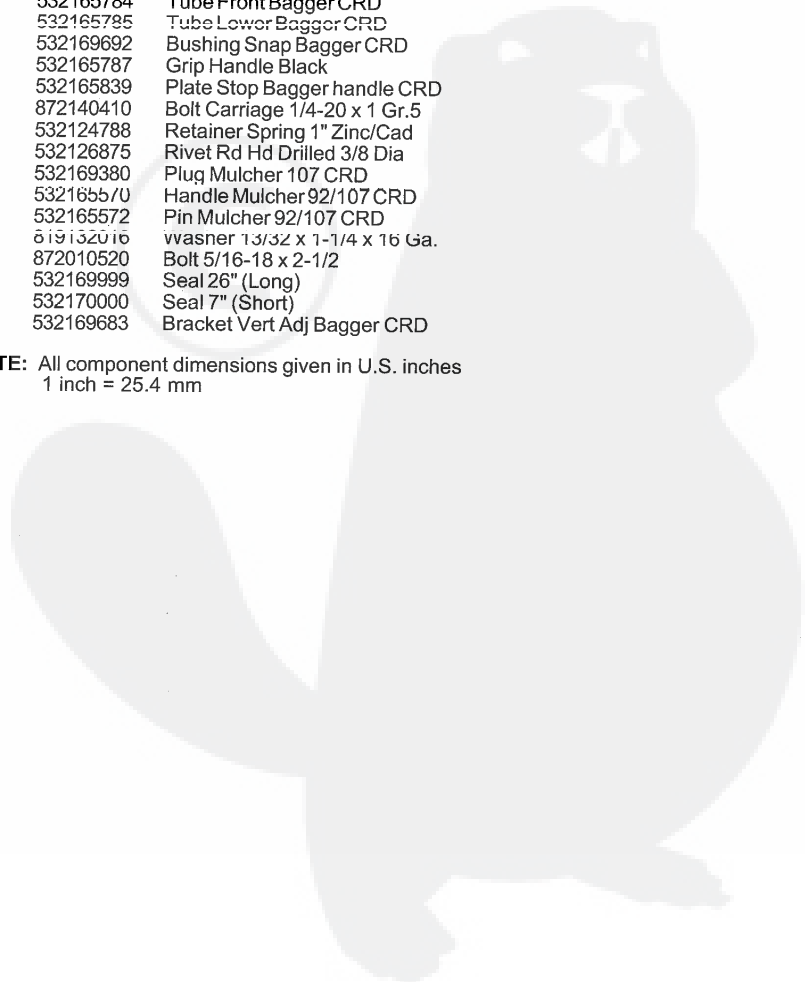 532165784 Tube Front Bagger CRD
532165785 Tube Lower Bagger CRD
532169692 Bushing Snap Bagger CRD
532165787 Grip Handle Black
532165839 Plate Stop Bagger handle CRD
872140410 Bolt Carriage 1/4-20 x 1 Gr.5
532124788 Retainer Spring 1" Zinc/Cad
532126875 Rivet Rd Hd Drilled 3/8 Dia
532169380 Plug Mulcher 107 CRD
532165570 Handle Mulcher 92/107 CRD
532165572 Pin Mulcher 92/107 CRD
819132016 Washer 13/32 x 1-1/4 x 16 Ga.
872010520 Bolt 5/16-18 x 2-1/2
532169999 Seal 26" (Long)
532170000 Seal 7" (Short)
532169683 Bracket Vert Adj Bagger CRD
TE: All component dimensions given in U.S. inches
1 inch = 25.4 mm